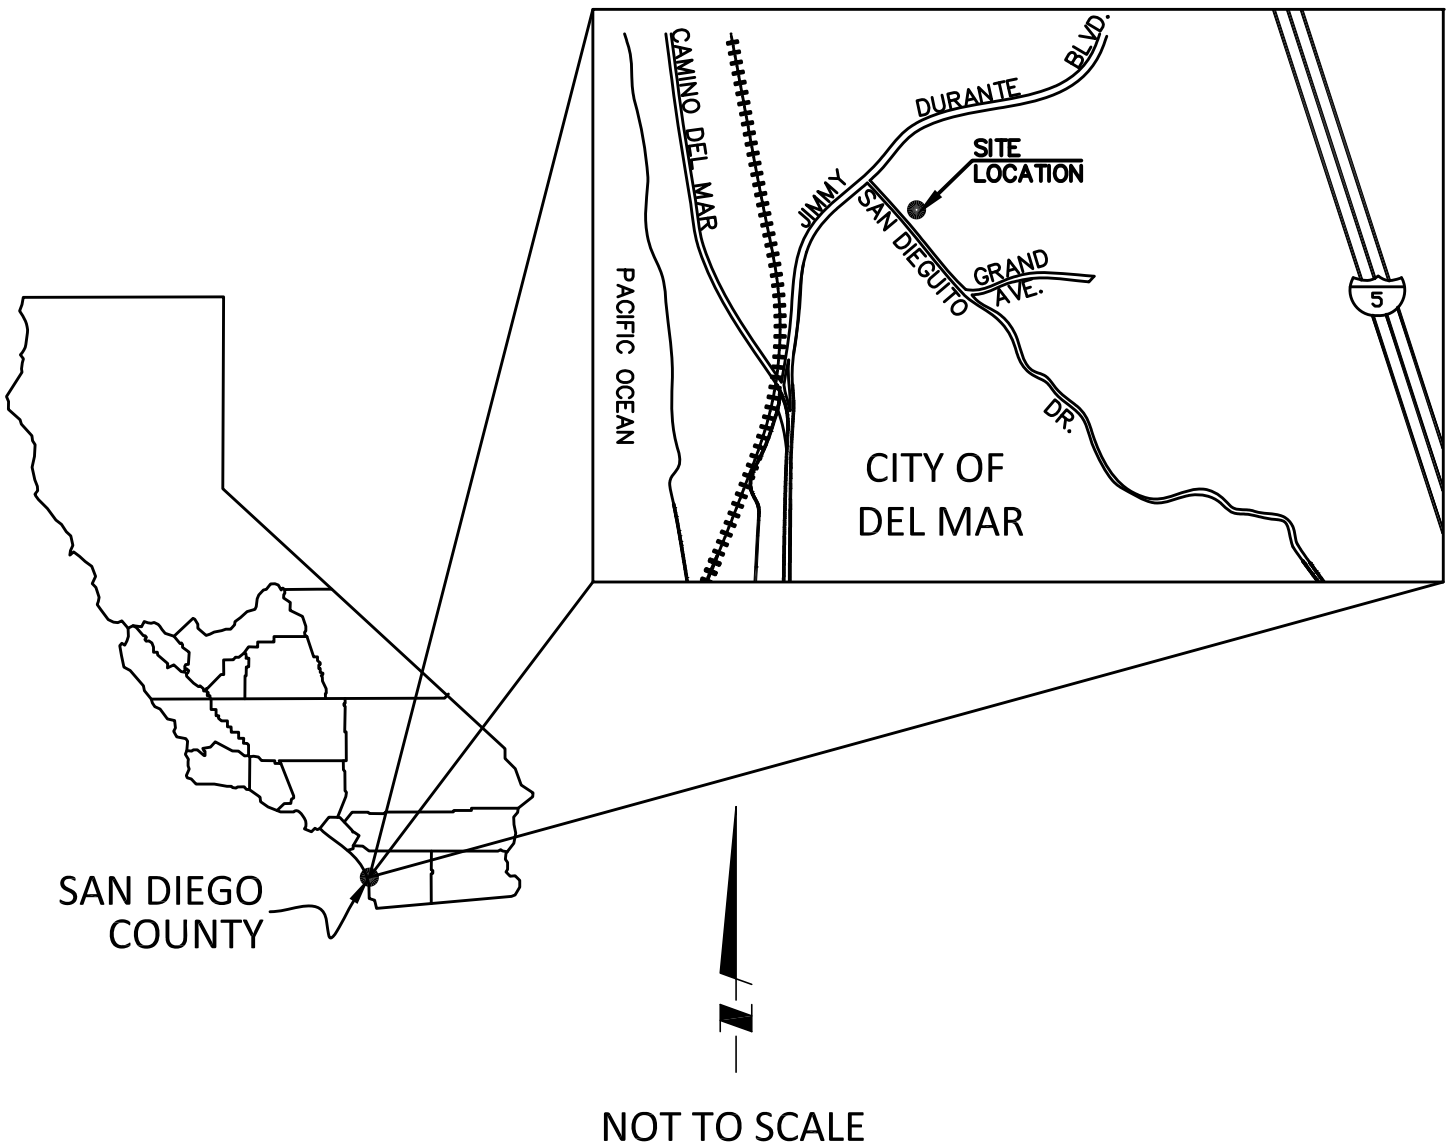 CAMINO DEL MAR
JIMMY DURANTE BLVD.
SITE
LOCATION
SAN DIEGUITO DR.
GRAND
AVE.
PACIFIC OCEAN
5
CITY OF
DEL MAR
SAN DIEGO
COUNTY
N
NOT TO SCALE